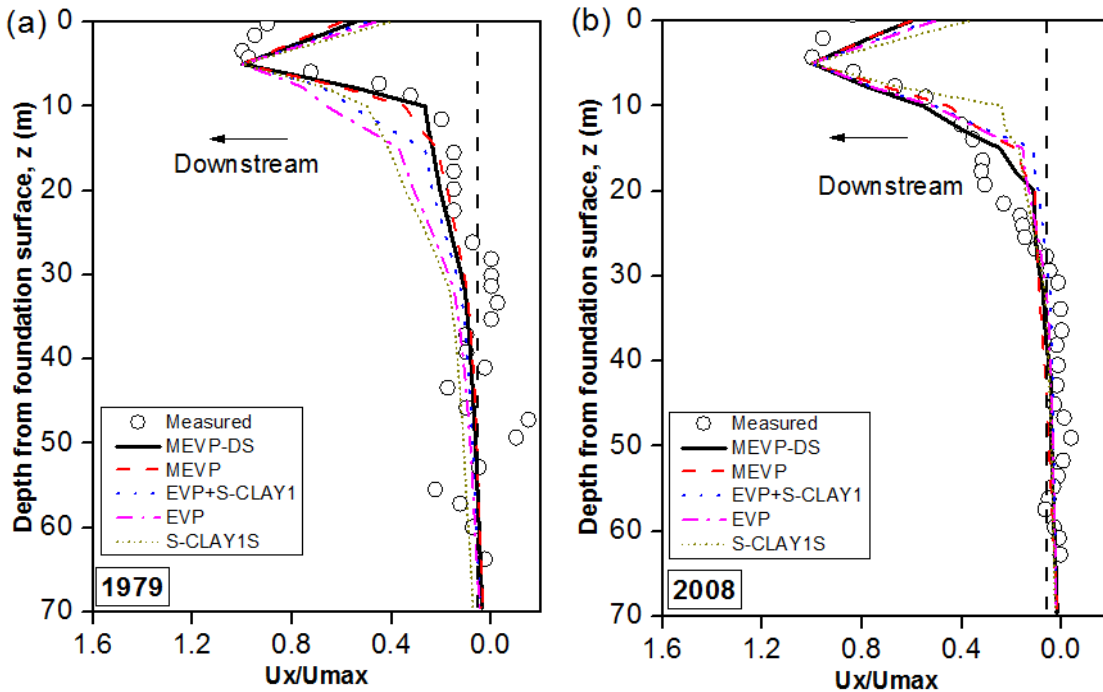 (a)
0
10
20
30
40
50
60
70
Depth from foundation surface, z (m)
Downstream
Measured
MEVP-DS
MEVP
EVP+S-CLAY1
EVP
S-CLAY1S
1979
1.6 1.2 0.8 0.4 0.0
Ux/Umax
(b)
0
10
20
30
40
50
60
70
Depth from foundation surface, z (m)
Downstream
Measured
MEVP-DS
MEVP
EVP+S-CLAY1
EVP
S-CLAY1S
2008
1.6 1.2 0.8 0.4 0.0
Ux/Umax